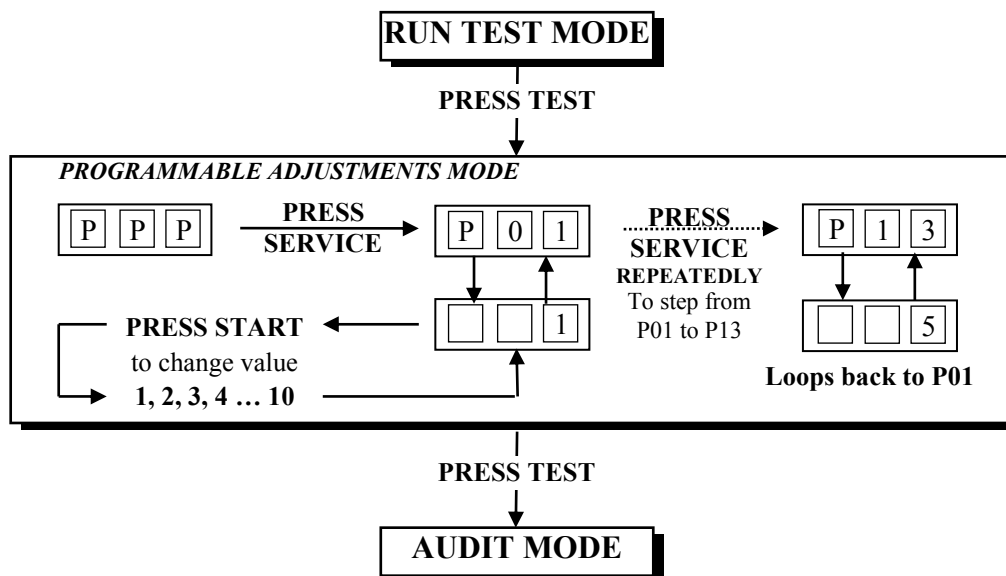 RUN TEST MODE
PRESS TEST
PROGRAMMABLE ADJUSTMENTS MODE
P P P
PRESS
SERVICE
P 0 1
1
PRESS START
to change value
1, 2, 3, 4 … 10
PRESS
SERVICE
REPEATEDLY
To step from
P01 to P13
P 1 3
5
Loops back to P01
PRESS TEST
AUDIT MODE